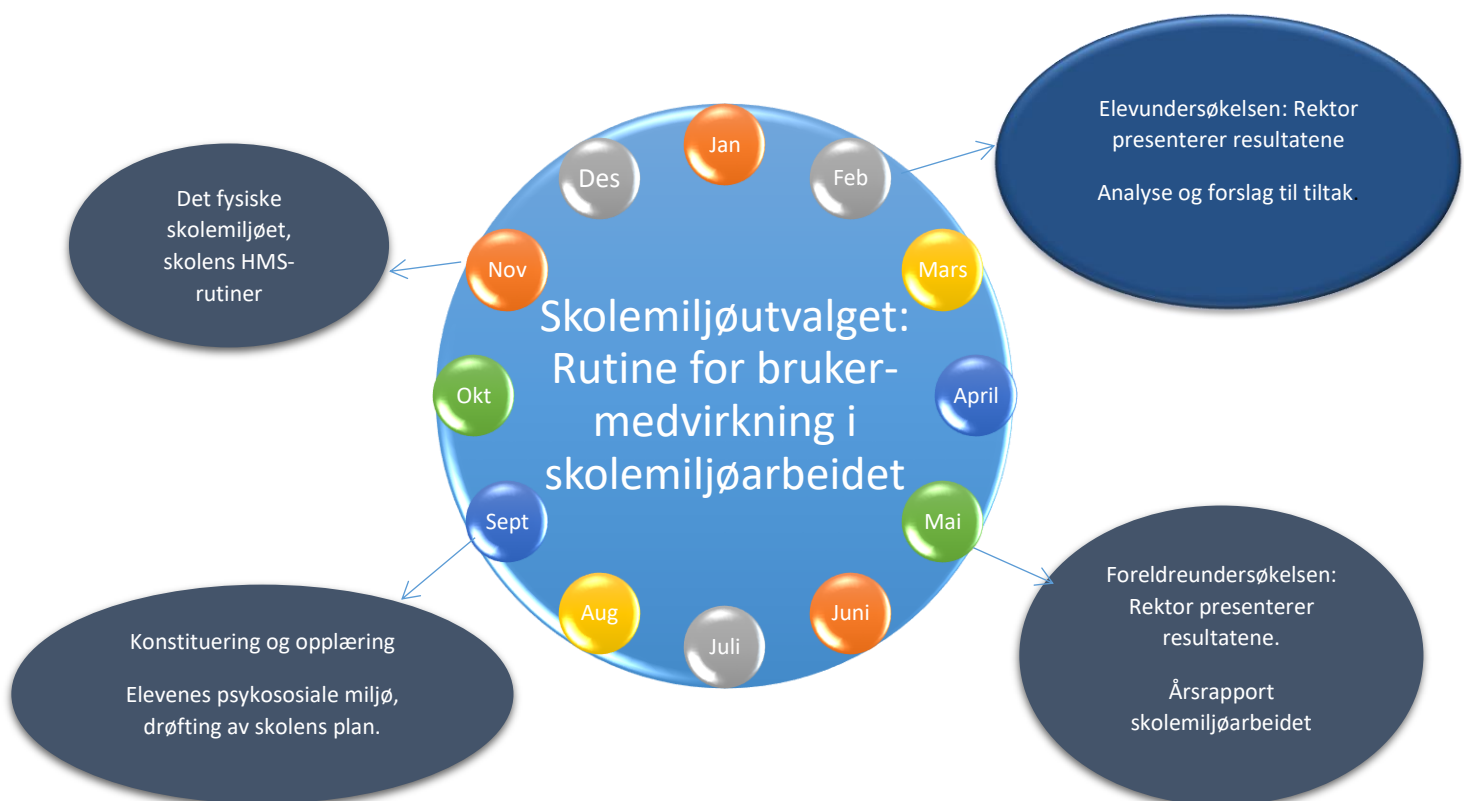 Skolemiljøutvalget:
Rutine for bruker-
medvirkning i
skolemiljøarbeidet
Jan
Feb
Mars
April
Mai
Juni
Juli
Aug
Sept
Okt
Nov
Des
Elevundersøkelsen: Rektor
presenterer resultatene
Analyse og forslag til tiltak.
Foreldreundersøkelsen:
Rektor presenterer
resultatene.
Årsrapport
skolemiljøarbeidet
Konstituering og opplæring
Elevenes psykososiale miljø,
drøfting av skolens plan.
Det fysiske
skolemiljøet,
skolens HMS-
rutiner